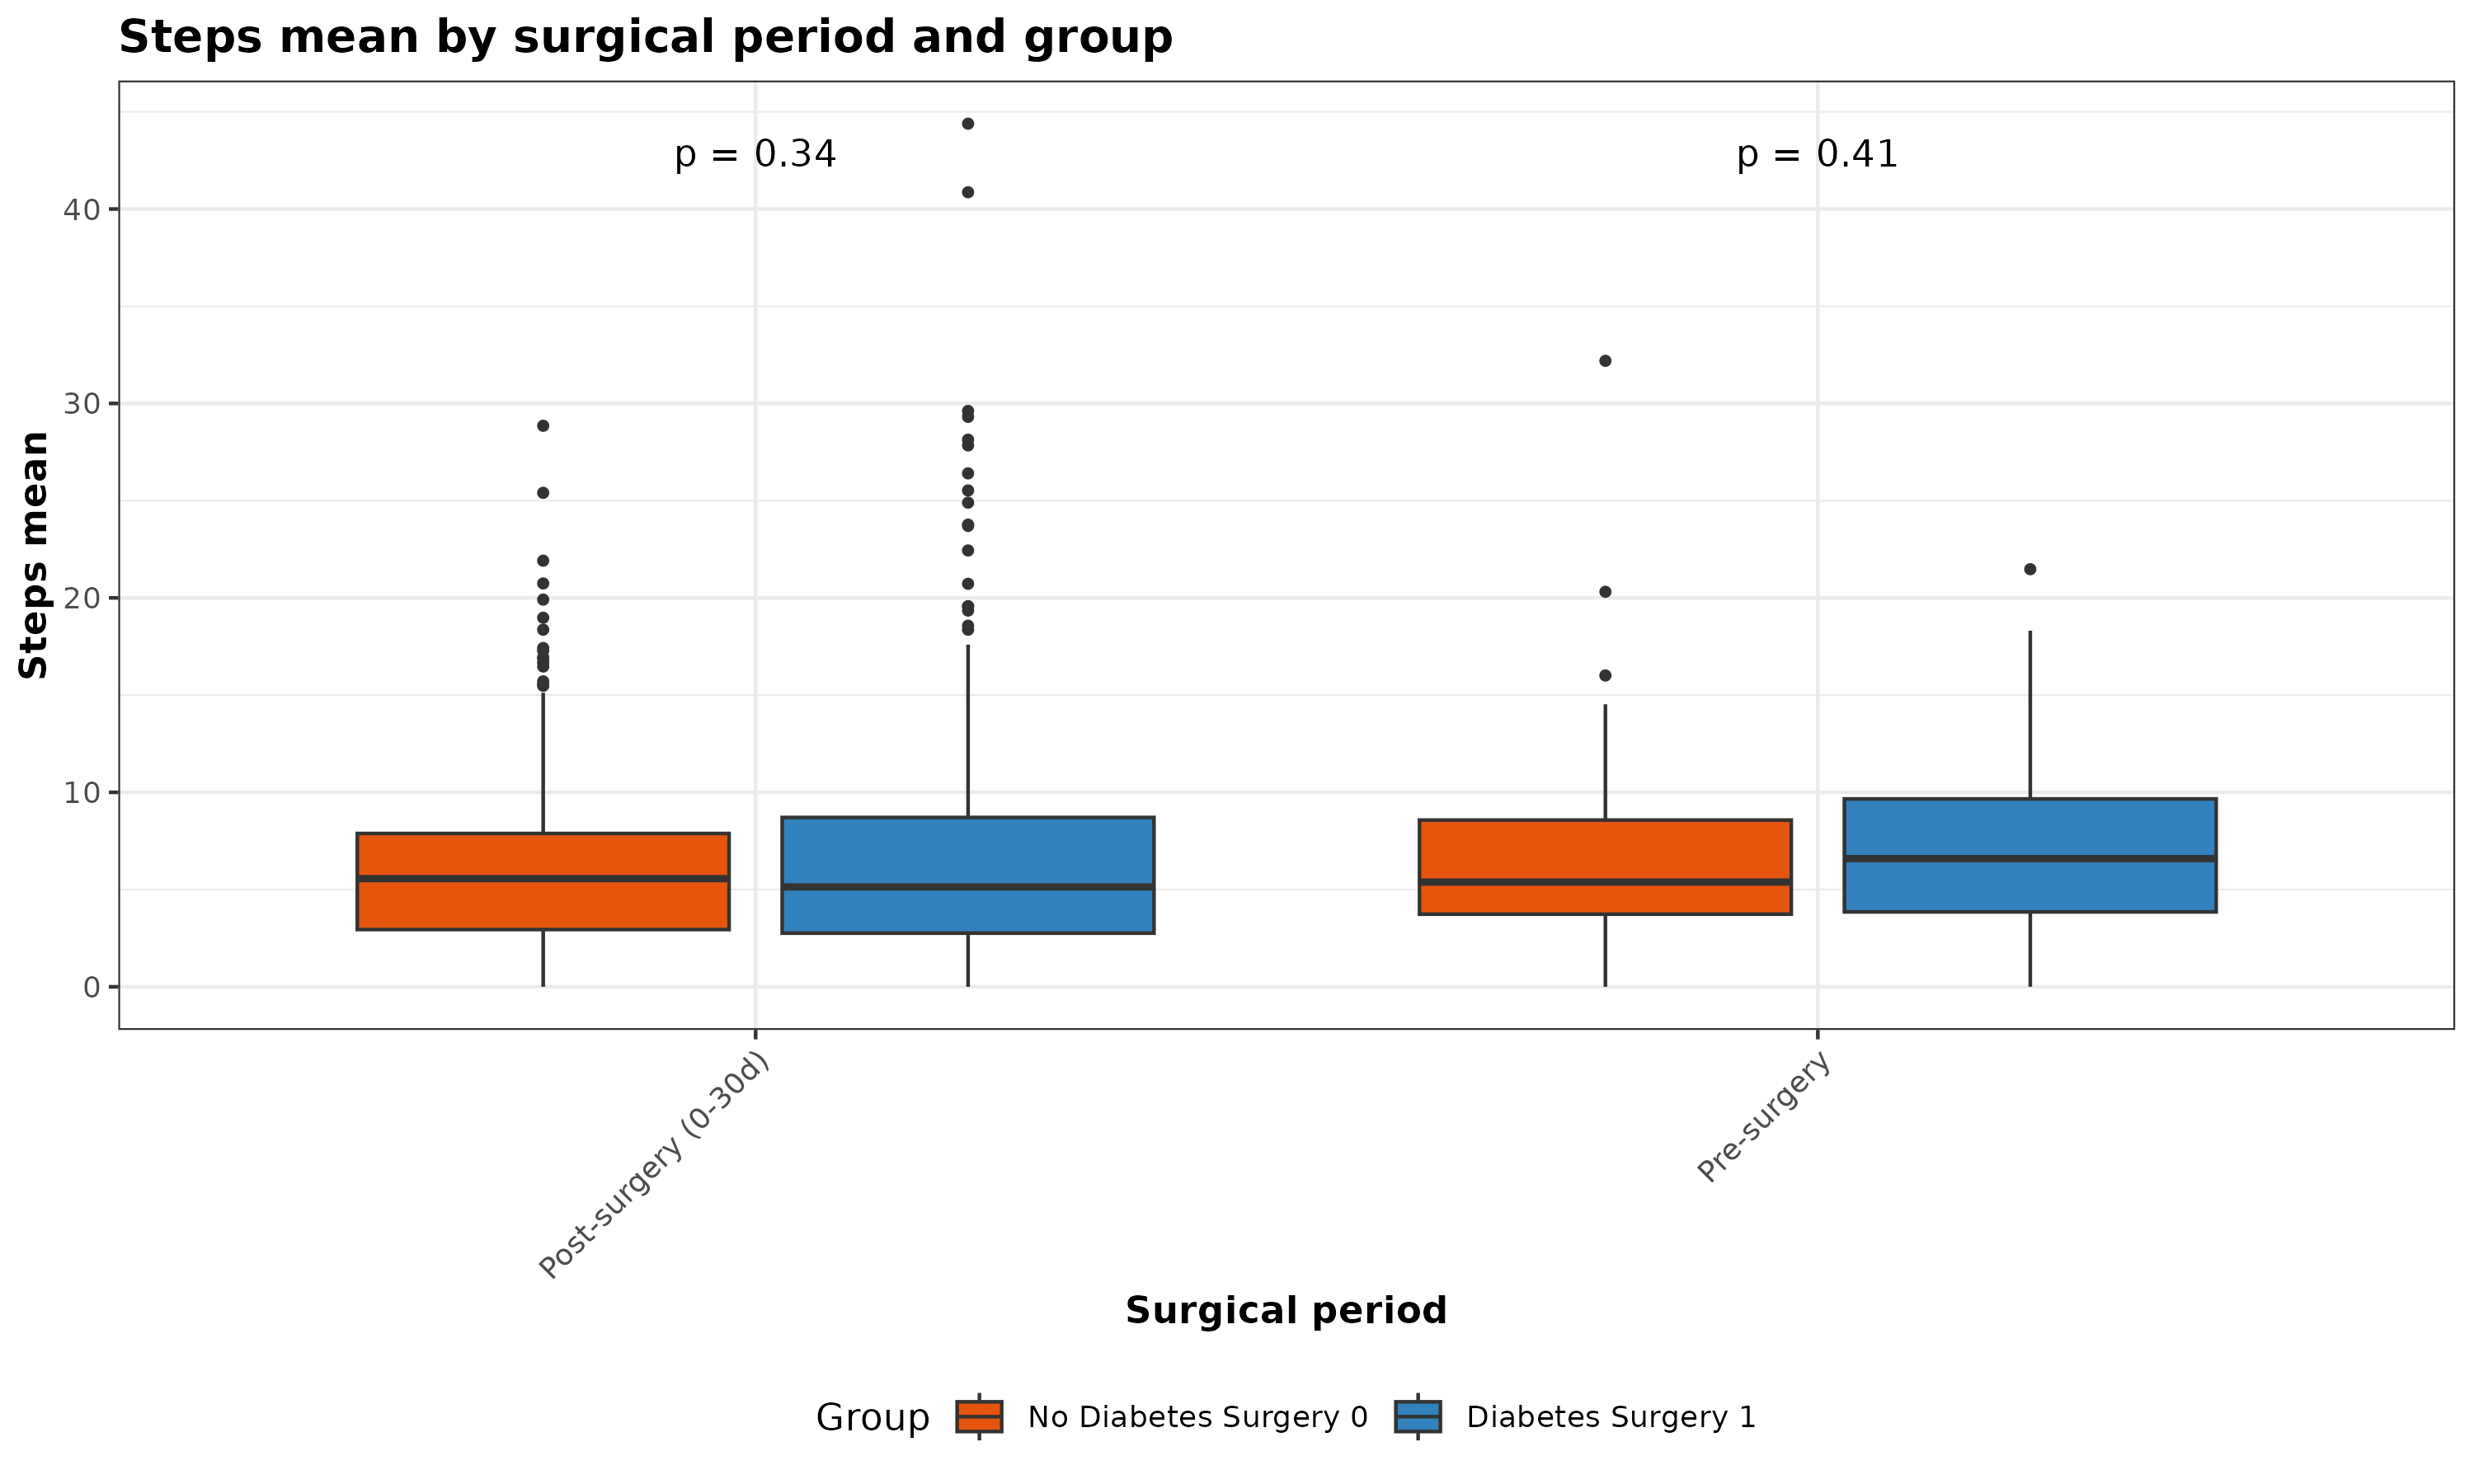 Steps mean by surgical period and group
p = 0.34
p = 0.41
40
30
20
10
0
Steps mean
Post-surgery (0-30d)
Pre-surgery
Surgical period
Group
No Diabetes Surgery 0
Diabetes Surgery 1